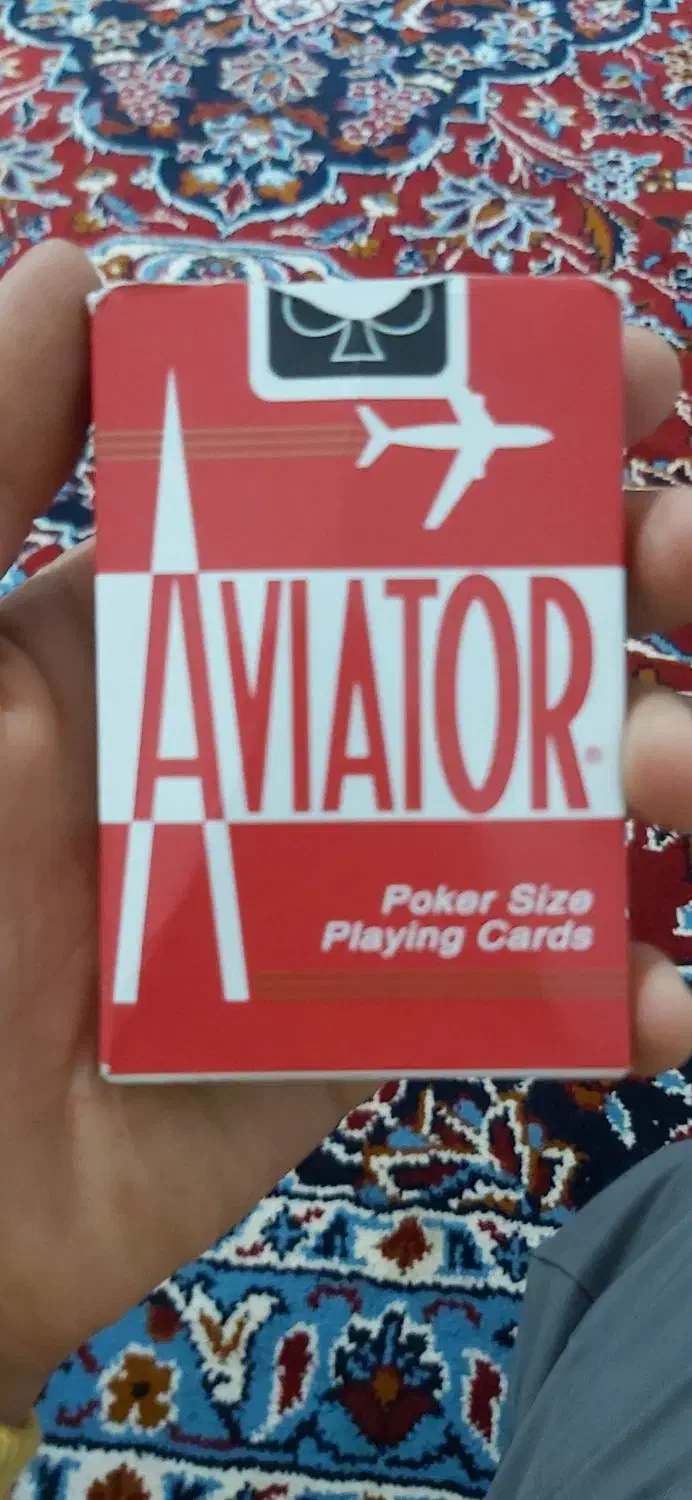 AVIATOR®
Poker Size
Playing Cards